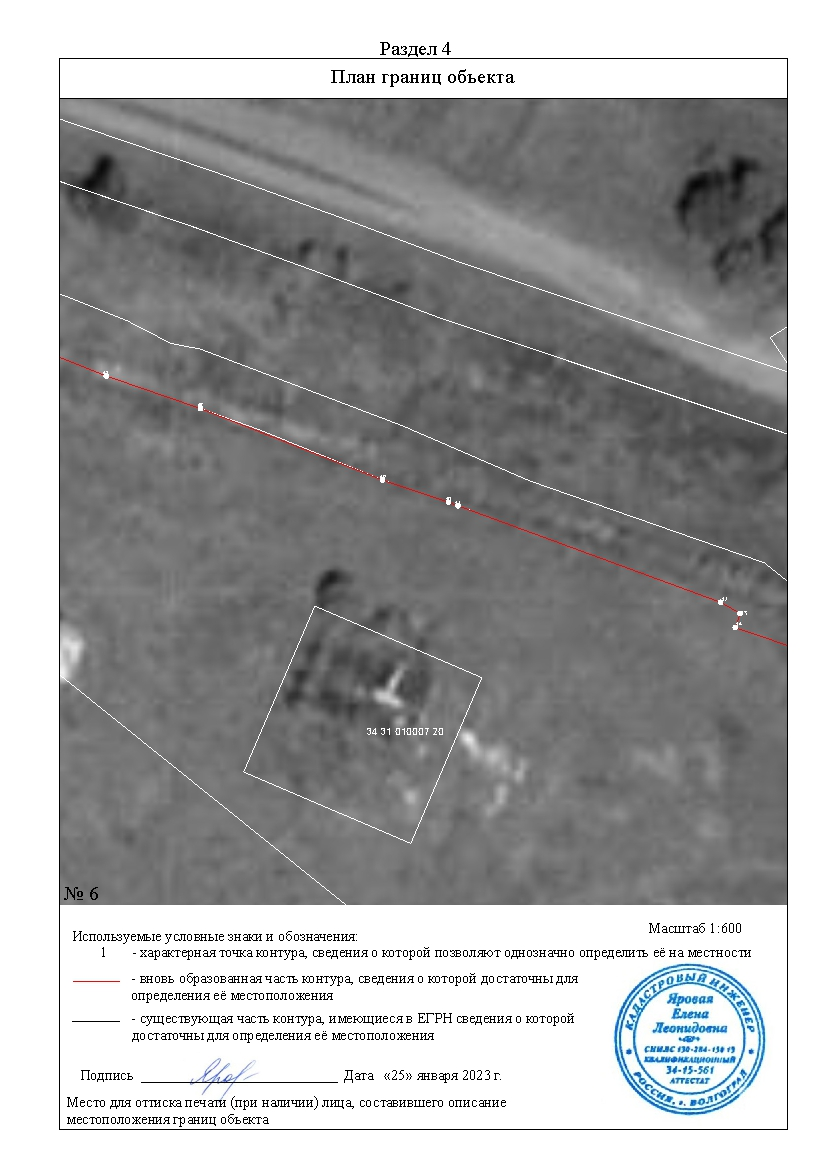 Раздел 4
План границ объекта
34 31 010007 20
№ 6
Масштаб 1:600
Используемые условные знаки и обозначения:
1 - характерная точка контура, сведения о которой позволяют однозначно определить её на местности
- вновь образованная часть контура, сведения о которой достаточны для
определения её местоположения
- существующая часть контура, имеющиеся в ЕГРН сведения о которой
достаточны для определения её местоположения
КАДАСТРОВЫЙ ИНЖЕНЕР
Яровая
Елена
Леонидовна
КВАЛИФИКАЦИОННЫЙ
34-15-561
АТТЕСТАТ
РОССИЯ, г. ВОЛГОГРАД
Подпись Дата «25» января 2023 г.
Место для оттиска печати (при наличии) лица, составившего описание
местоположения границ объекта